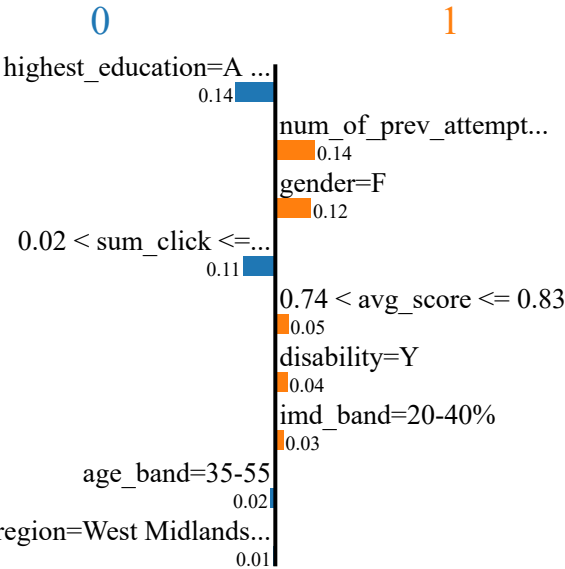 0 1
highest_education=A ...
0.14
num_of_prev_attempt...
0.14
gender=F
0.12
0.02 < sum_click <=...
0.11
0.74 < avg_score <= 0.83
0.05
disability=Y
0.04
imd_band=20-40%
0.03
age_band=35-55
0.02
region=West Midlands...
0.01